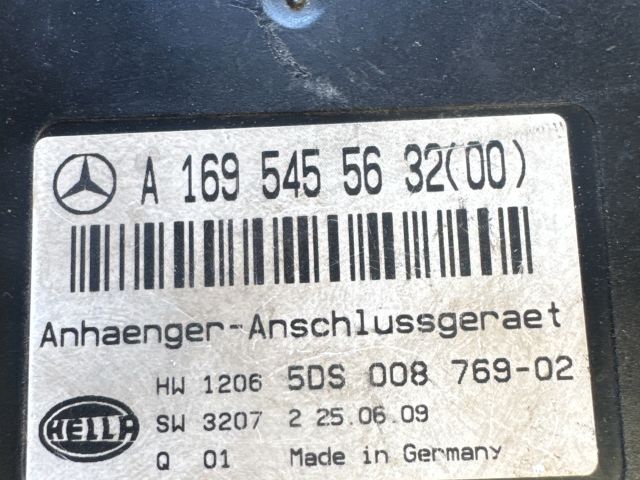 A 169 545 56 32(00)
Anhaenger-Anschlussgeraet
HW 1206 5DS 008 769-02
HELLA SW 3207 2 25.06.09
Q 01 Made in Germany